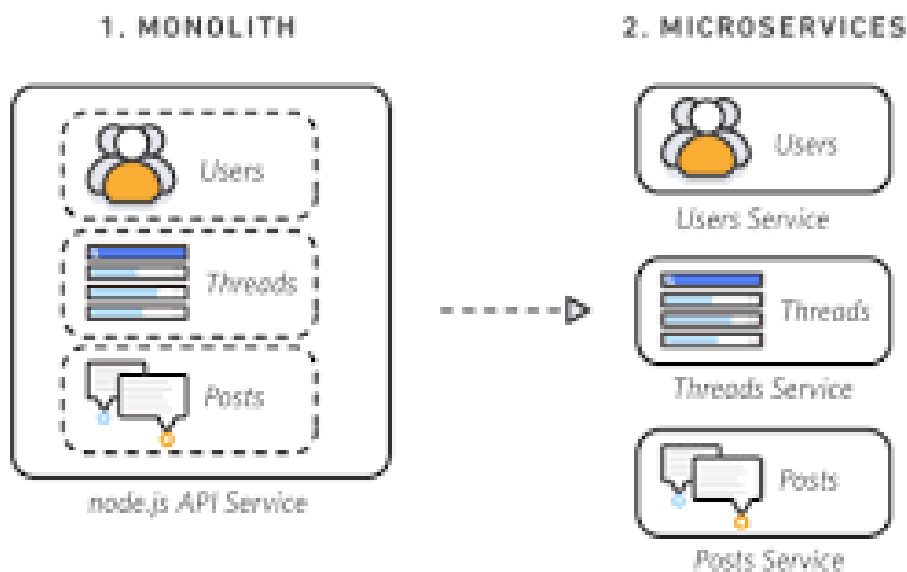 1. MONOLITH
Users
Threads
Posts
node.js API Service
2. MICROSERVICES
Users
Users Service
Threads
Threads Service
Posts
Posts Service